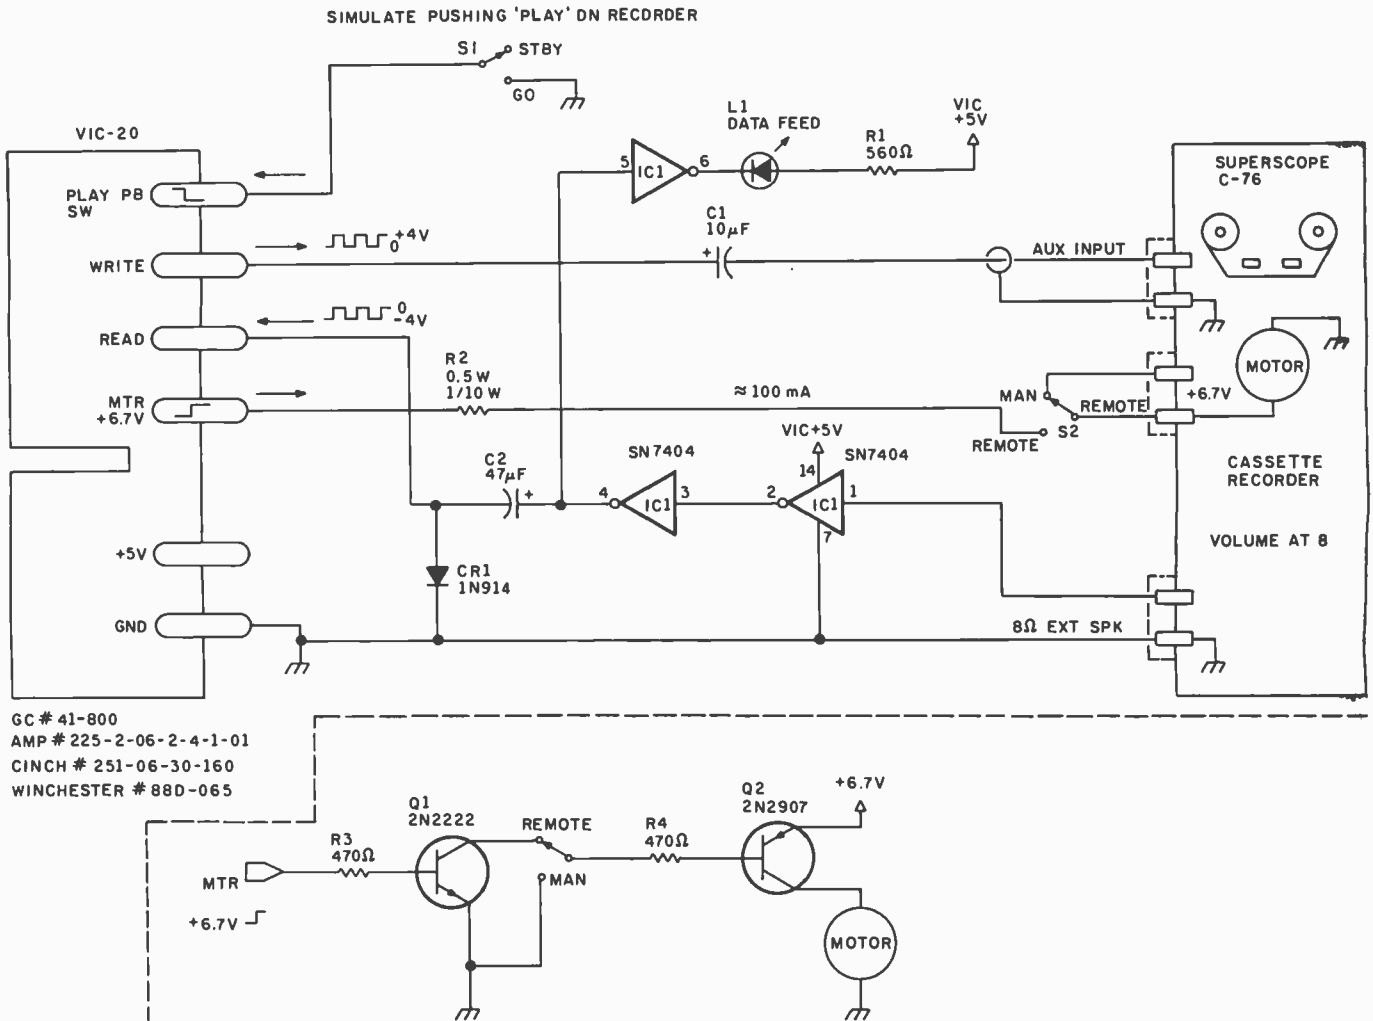 SIMULATE PUSHING 'PLAY' ON RECORDER
S1
STBY
GO
VIC-20
PLAY PB
SW
WRITE
+4V
0
READ
0
-4V
MTR
+6.7V
+5V
GND
L1
DATA FEED
5
IC1
6
R1
560Ω
VIC
+5V
C1
10μF
+
AUX INPUT
SUPERSCOPE
C-76
MOTOR
R2
0.5W
1/10 W
≈100 mA
MAN
REMOTE
REMOTE
S2
+6.7V
CASSETTE
RECORDER
VOLUME AT 8
C2
47μF
+
SN7404
4
IC1
3
VIC+5V
14
SN7404
2
IC1
1
7
CR1
1N914
8Ω EXT SPK
GC # 41-800
AMP # 225-2-06-2-4-1-01
CINCH # 251-06-30-160
WINCHESTER # 88D-065
MTR
+6.7V
R3
470Ω
Q1
2N2222
REMOTE
MAN
R4
470Ω
Q2
2N2907
+6.7V
MOTOR